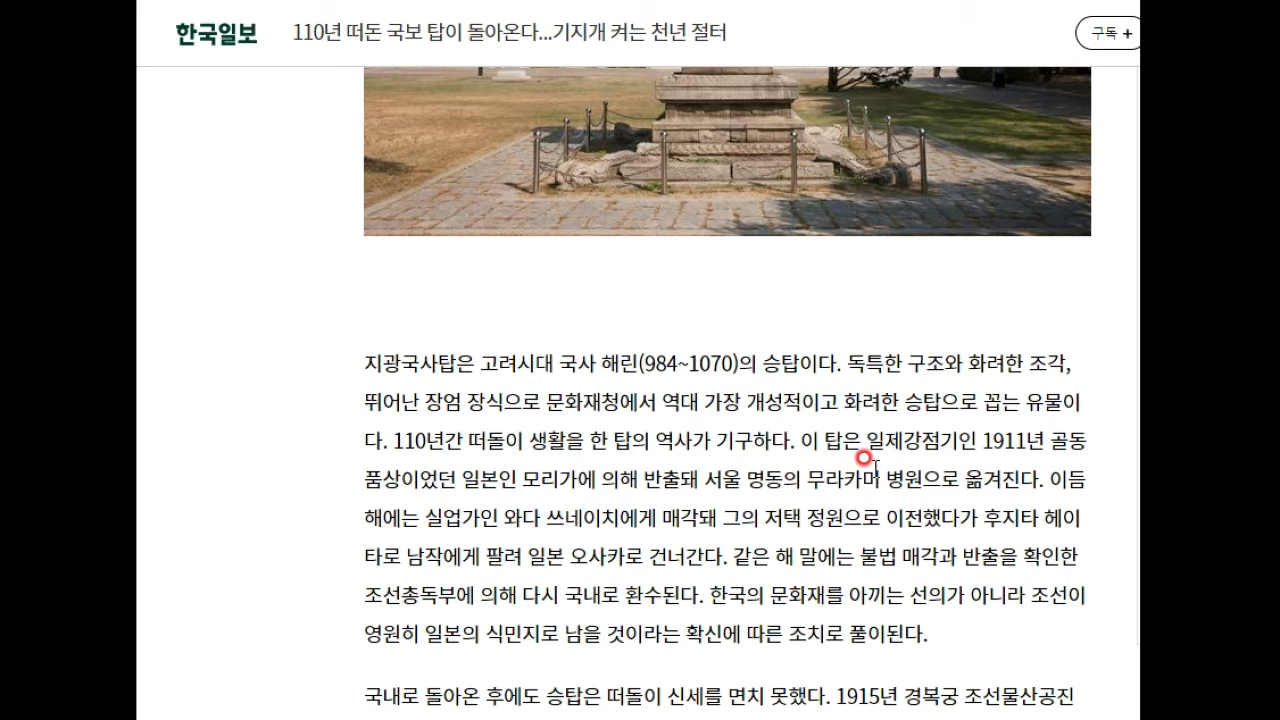 한국일보
110년 떠돈 국보 탑이 돌아온다...기지개 켜는 천년 절터
구독 +
지광국사탑은 고려시대 국사 해린(984~1070)의 승탑이다. 독특한 구조와 화려한 조각,
뛰어난 장엄 장식으로 문화재청에서 역대 가장 개성적이고 화려한 승탑으로 꼽는 유물이
다. 110년간 떠돌이 생활을 한 탑의 역사가 기구하다. 이 탑은 일제강점기인 1911년 골동
품상이었던 일본인 모리가에 의해 반출돼 서울 명동의 무라카미 병원으로 옮겨진다. 이듬
해에는 실업가인 와다 쓰네이치에게 매각돼 그의 저택 정원으로 이전했다가 후지타 헤이
타로 남작에게 팔려 일본 오사카로 건너간다. 같은 해 말에는 불법 매각과 반출을 확인한
조선총독부에 의해 다시 국내로 환수된다. 한국의 문화재를 아끼는 선의가 아니라 조선이
영원히 일본의 식민지로 남을 것이라는 확신에 따른 조치로 풀이된다.
국내로 돌아온 후에도 승탑은 떠돌이 신세를 면치 못했다. 1915년 경복궁 조선물산공진